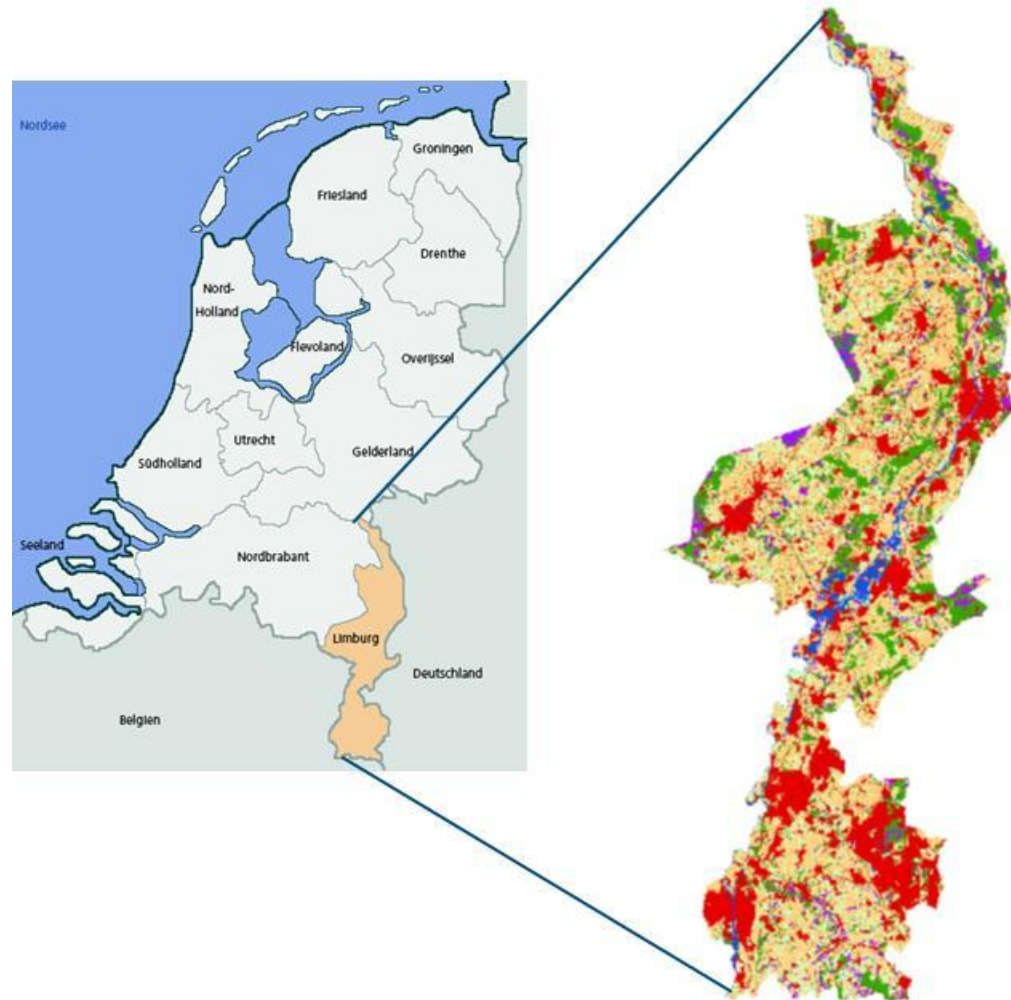 Nordsee
Groningen
Friesland
Drenthe
Nord-
Holland
Flevoland
Overijssel
Utrecht
Gelderland
Südholland
Seeland
Nordbrabant
Limburg
Deutschland
Belgien